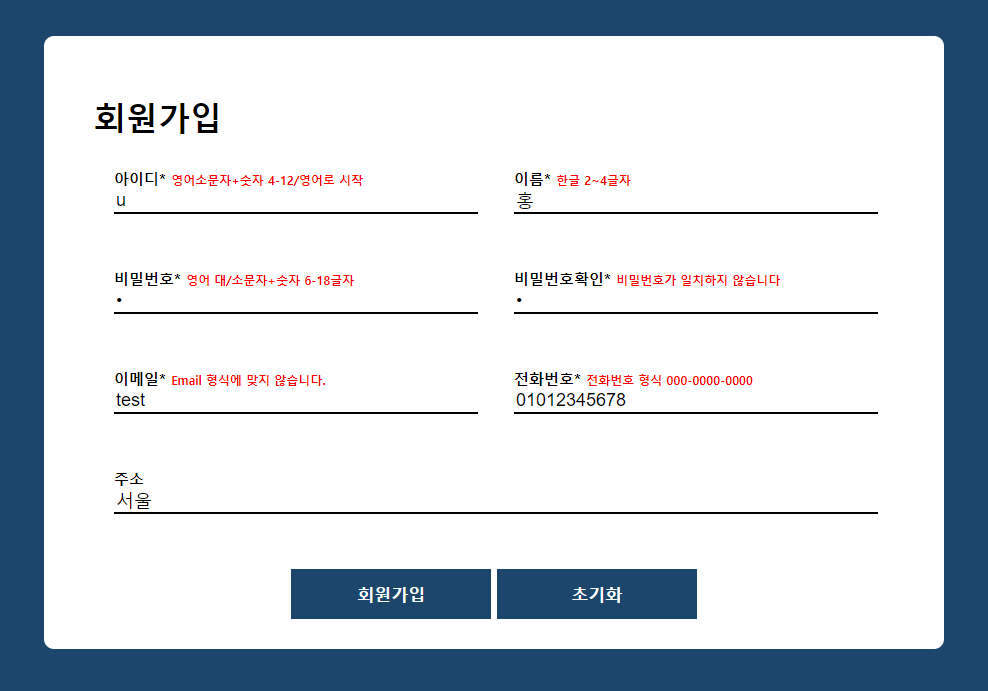 회원가입
아이디* 영어소문자+숫자 4-12/영어로 시작
u
이름* 한글 2~4글자
홍
비밀번호* 영어 대/소문자+숫자 6-18글자
•
비밀번호확인* 비밀번호가 일치하지 않습니다
•
이메일* Email 형식에 맞지 않습니다.
test
전화번호* 전화번호 형식 000-0000-0000
01012345678
주소
서울
회원가입
초기화